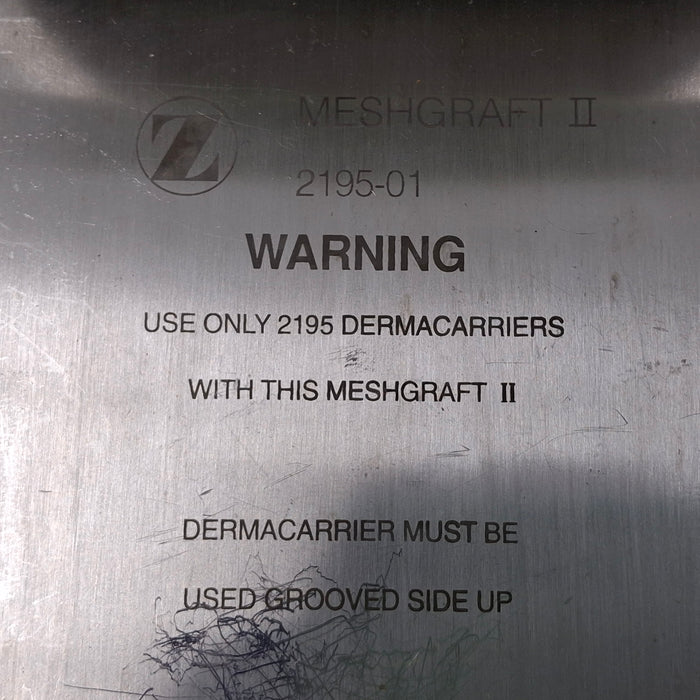 Z MESHGRAFT II
2195-01
WARNING
USE ONLY 2195 DERMACARRIERS
WITH THIS MESHGRAFT II
DERMACARRIER MUST BE
USED GROOVED SIDE UP